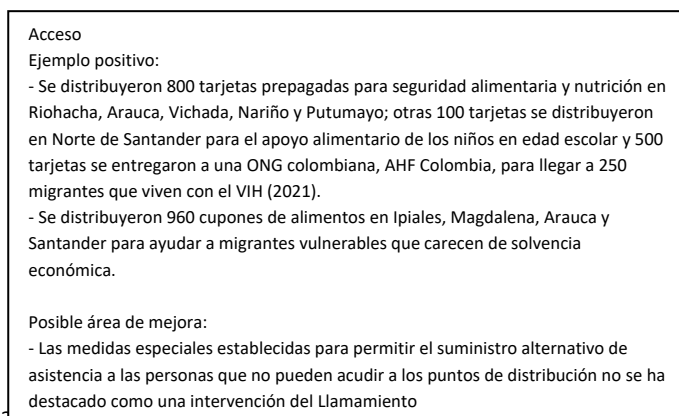 Acceso
Ejemplo positivo:
- Se distribuyeron 800 tarjetas prepagadas para seguridad alimentaria y nutrición en
Riohacha, Arauca, Vichada, Nariño y Putumayo; otras 100 tarjetas se distribuyeron
en Norte de Santander para el apoyo alimentario de los niños en edad escolar y 500
tarjetas se entregaron a una ONG colombiana, AHF Colombia, para llegar a 250
migrantes que viven con el VIH (2021).
- Se distribuyeron 960 cupones de alimentos en Ipiales, Magdalena, Arauca y
Santander para ayudar a migrantes vulnerables que carecen de solvencia
económica.
Posible área de mejora:
- Las medidas especiales establecidas para permitir el suministro alternativo de
asistencia a las personas que no pueden acudir a los puntos de distribución no se ha
destacado como una intervención del Llamamiento